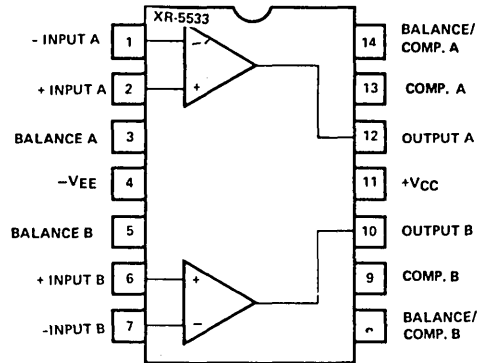 XR-5533
- INPUT A 1
+ INPUT A 2
BALANCE A 3
−VEE 4
BALANCE B 5
+ INPUT B 6
-INPUT B 7
14 BALANCE/
COMP. A
13 COMP. A
12 OUTPUT A
11 +VCC
10 OUTPUT B
9 COMP. B
BALANCE/
COMP. B
− +
+ −